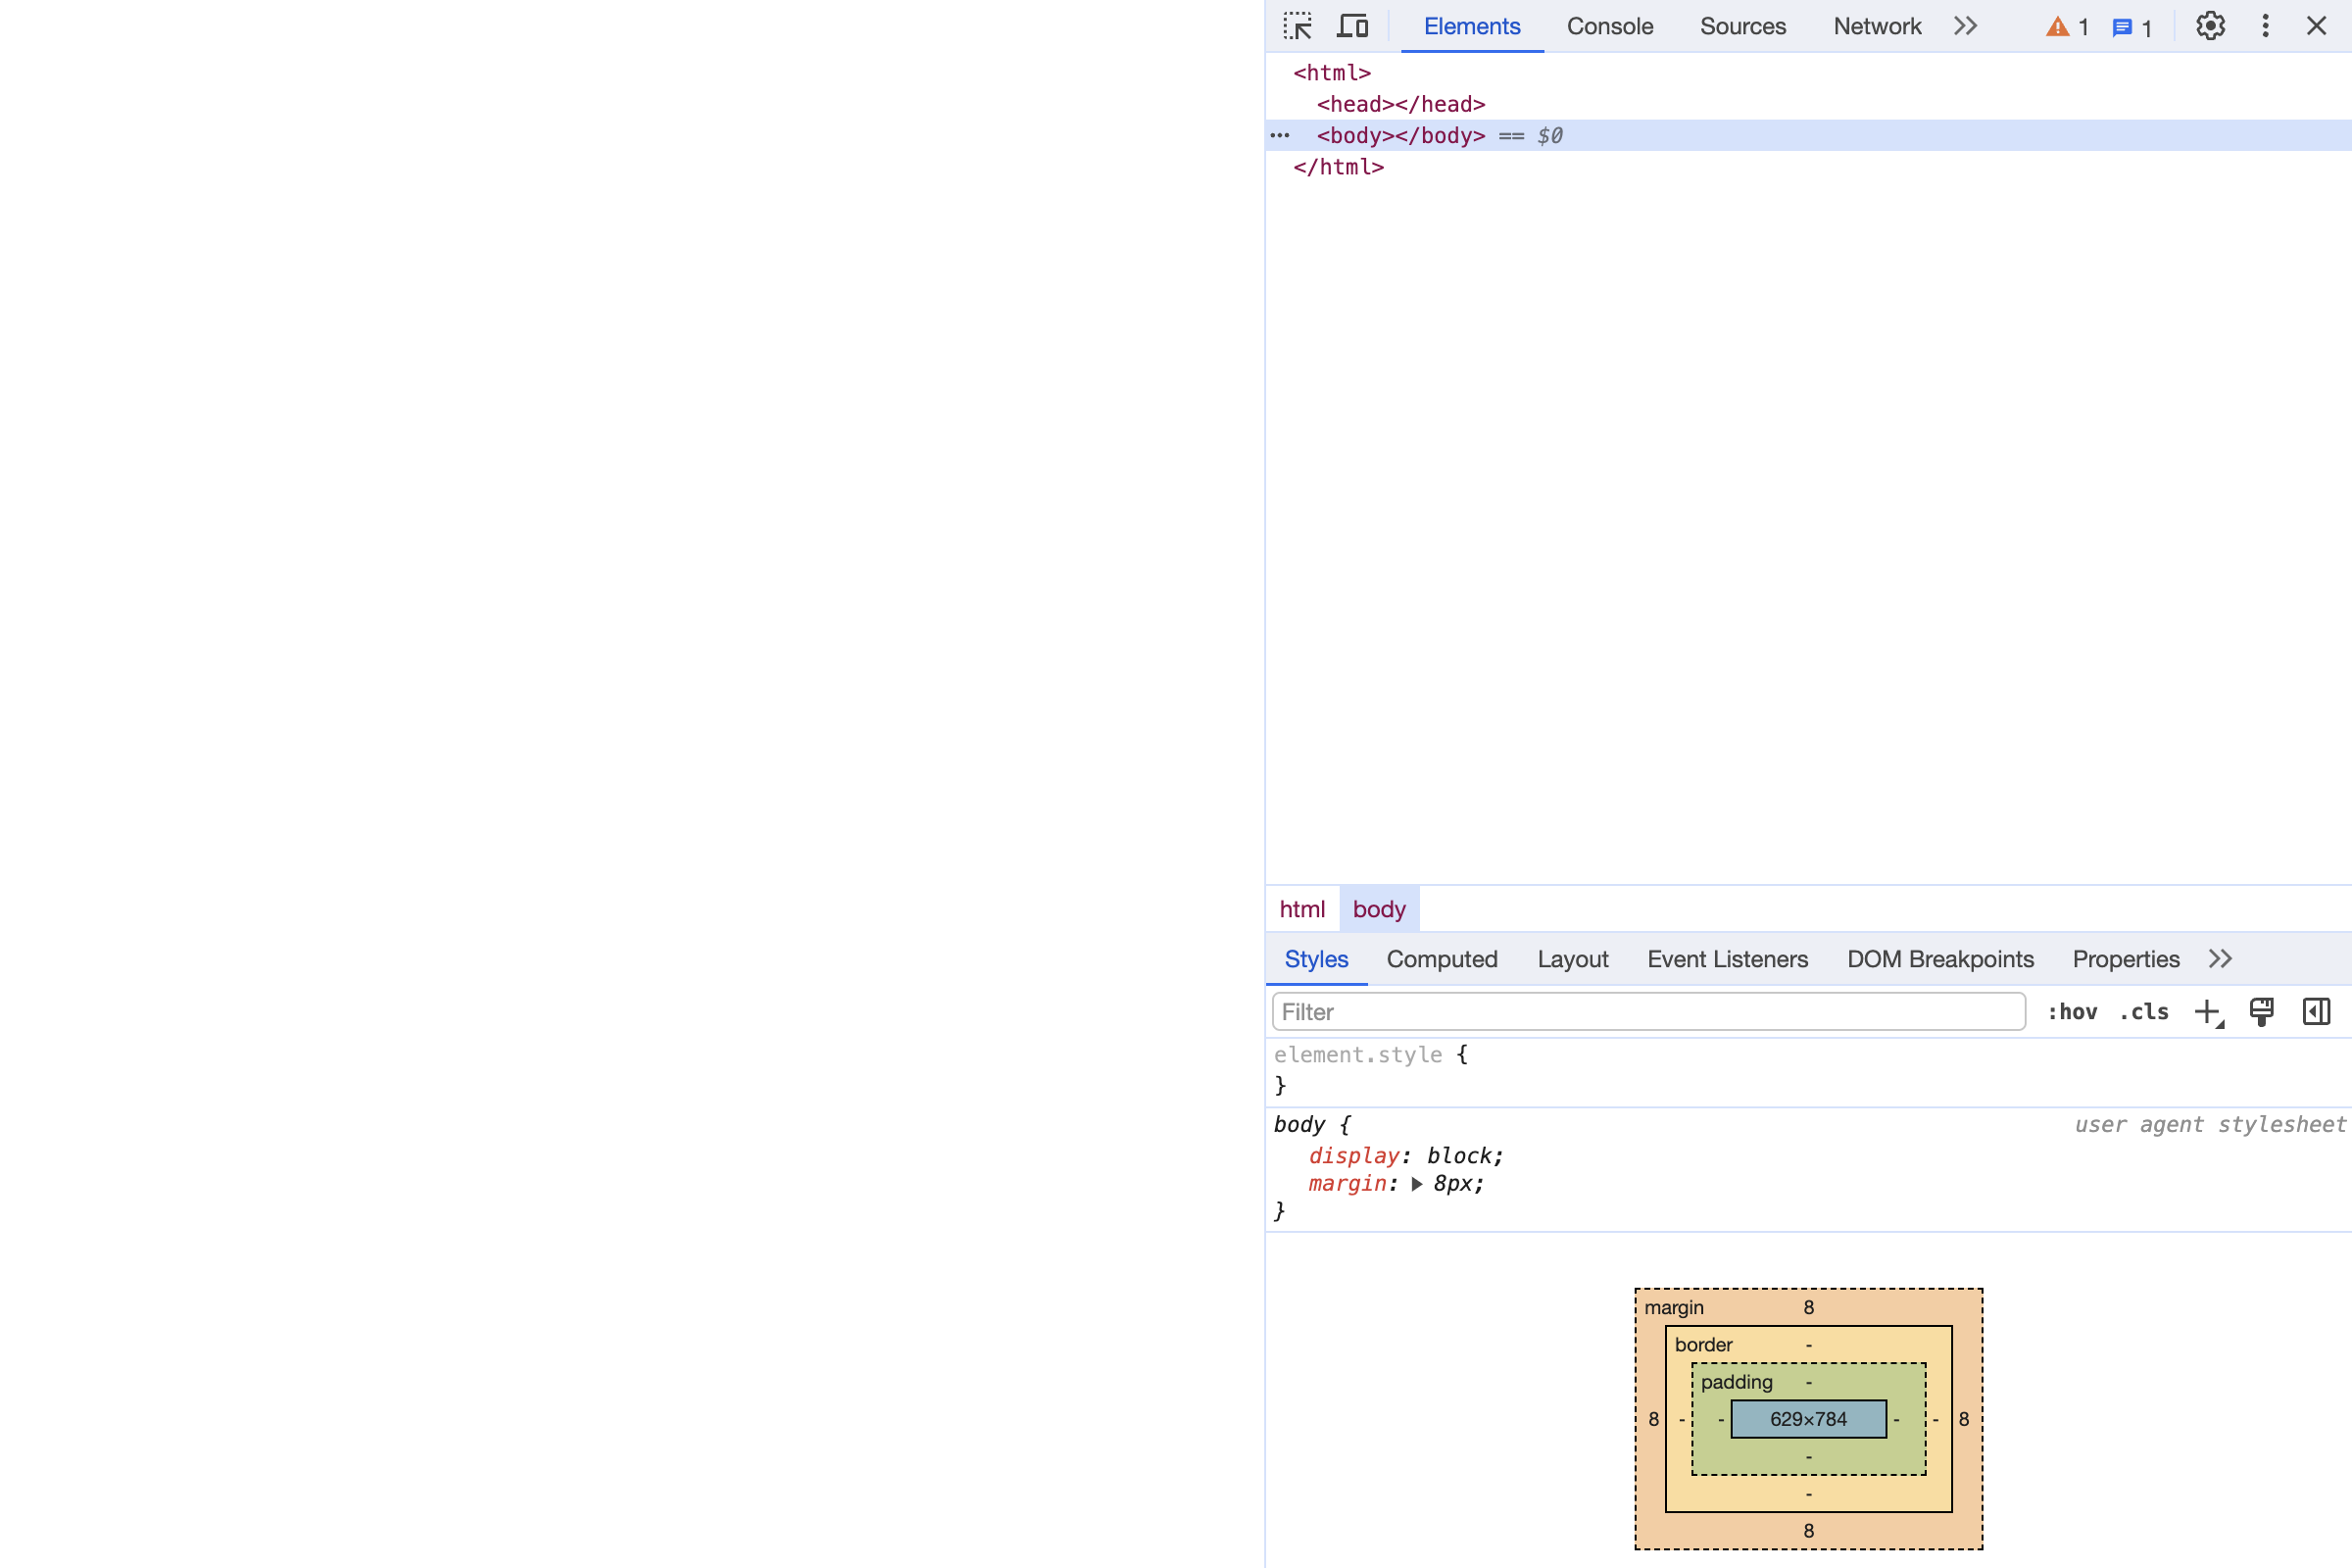 Elements Console Sources Network 1 1
<html>
<head></head>
<body></body> == $0
</html>
html body
Styles Computed Layout Event Listeners DOM Breakpoints Properties
Filter :hov .cls
element.style {
}
body { user agent stylesheet
display: block;
margin: 8px;
}
margin 8
border -
padding -
8 - - 629×784 - - 8
-
-
8